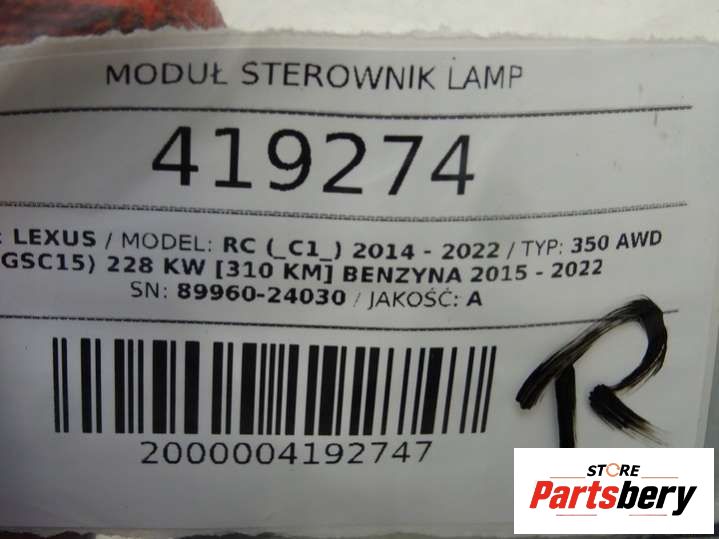 MODUŁ STEROWNIK LAMP
419274
: LEXUS / MODEL: RC (_C1_) 2014 - 2022 / TYP: 350 AWD
GSC15) 228 KW [310 KM] BENZYNA 2015 - 2022
SN: 89960-24030 / JAKOŚĆ: A
2000004192747
R
STORE
Partsbery